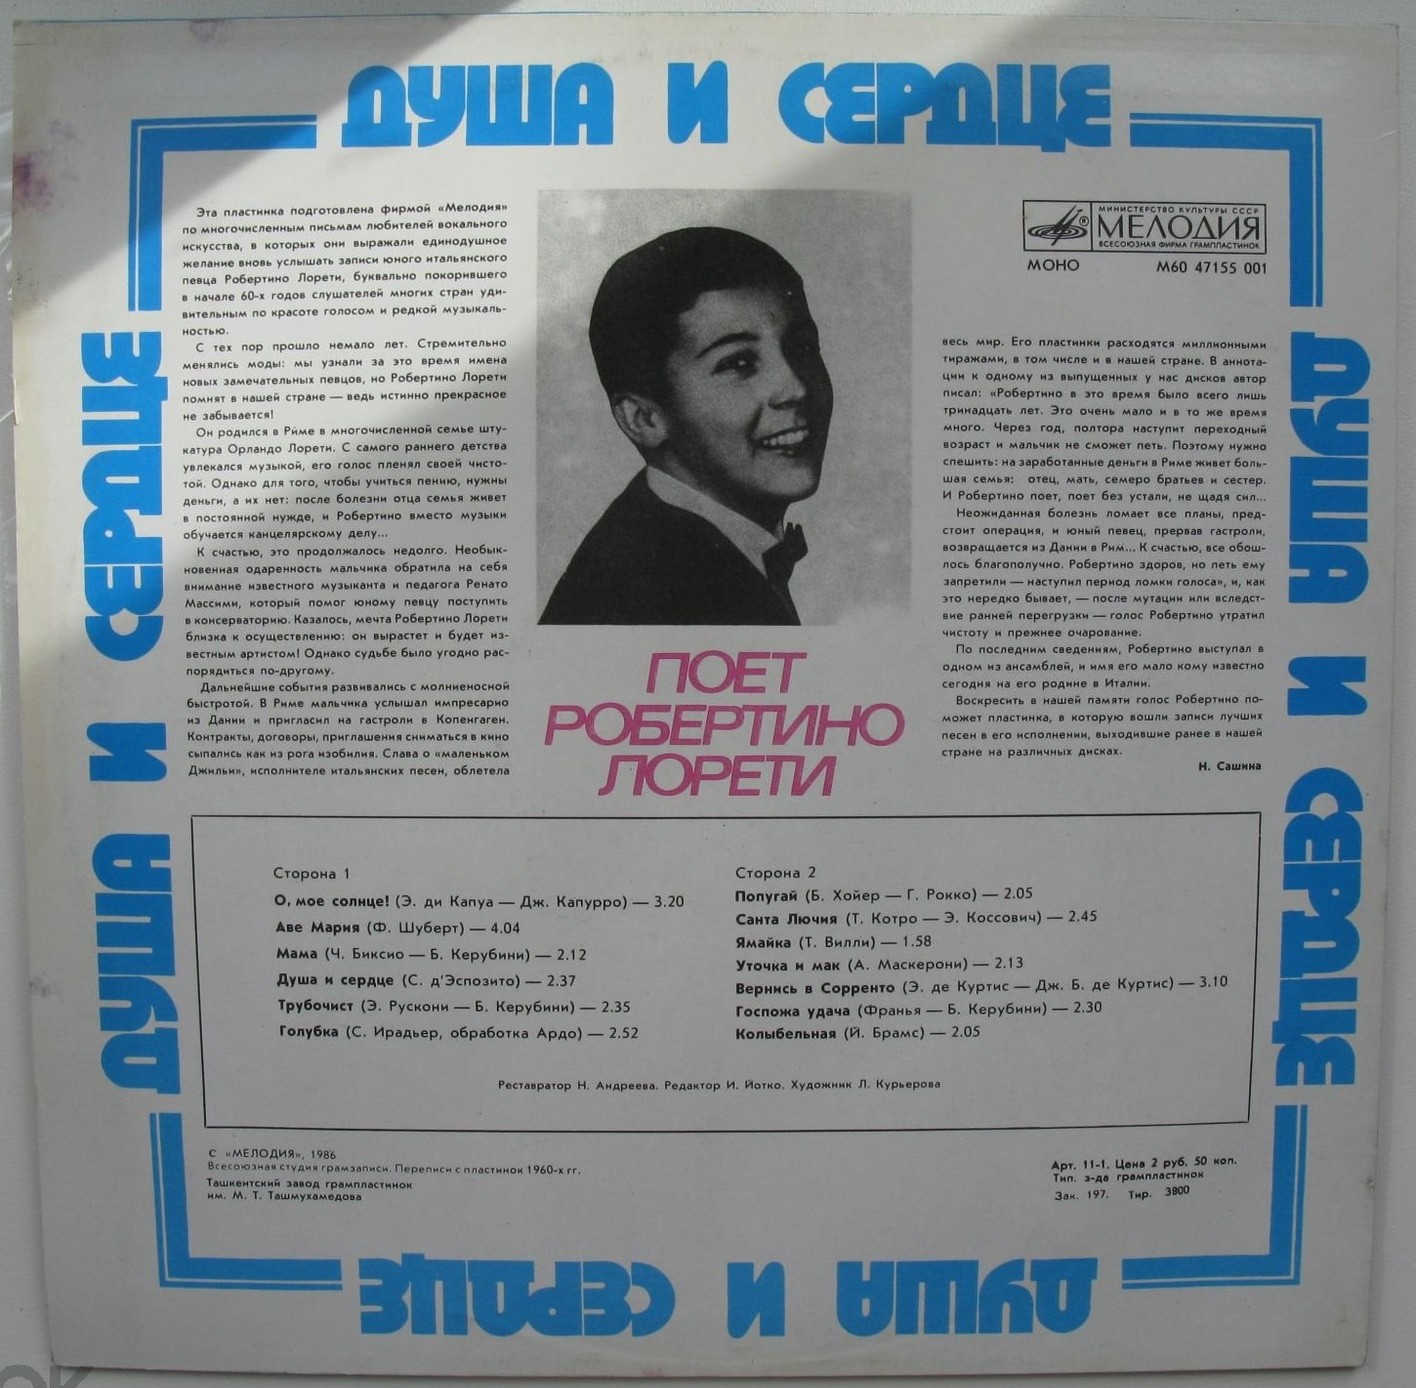 ДУША И СЕРДЦЕ
Эта пластинка подготовлена фирмой «Мелодия»
по многочисленным письмам любителей вокального
искусства, в которых они выражали единодушное
желание вновь услышать записи юного итальянского
певца Робертино Лорети, буквально покорившего
в начале 60-х годов слушателей многих стран уди-
вительным по красоте голосом и редкой музыкаль-
ностью.
С тех пор прошло немало лет. Стремительно
менялись моды: мы узнали за это время имена
новых замечательных певцов, но Робертино Лорети
помнят в нашей стране — ведь истинно прекрасное
не забывается!
Он родился в Риме в многочисленной семье шту-
катура Орландо Лорети. С самого раннего детства
увлекался музыкой, его голос пленял своей чисто-
той. Однако для того, чтобы учиться пению, нужны
деньги, а их нет: после болезни отца семья живет
в постоянной нужде, и Робертино вместо музыки
обучается канцелярскому делу...
К счастью, это продолжалось недолго. Необык-
новенная одаренность мальчика обратила на себя
внимание известного музыканта и педагога Ренато
Массими, который помог юному певцу поступить
в консерваторию. Казалось, мечта Робертино Лорети
близка к осуществлению: он вырастет и будет из-
вестным артистом! Однако судьбе было угодно рас-
порядиться по-другому.
Дальнейшие события развивались с молниеносной
быстротой. В Риме мальчика услышал импресарио
из Дании и пригласил на гастроли в Копенгаген.
Контракты, договоры, приглашения сниматься в кино
сыпались как из рога изобилия. Слава о «маленьком
Джильи», исполнителе итальянских песен, облетела
ПОЕТ
РОБЕРТИНО
ЛОРЕТИ
МИНИСТЕРСТВО КУЛЬТУРЫ СССР
МЕЛОДИЯ
ВСЕСОЮЗНАЯ ФИРМА ГРАМПЛАСТИНОК
МОНО М60 47155 001
весь мир. Его пластинки расходятся миллионными
тиражами, в том числе и в нашей стране. В аннота-
ции к одному из выпущенных у нас дисков автор
писал: «Робертино в это время было всего лишь
тринадцать лет. Это очень мало и в то же время
много. Через год, полтора наступит переходный
возраст и мальчик не сможет петь. Поэтому нужно
спешить: на заработанные деньги в Риме живет боль-
шая семья: отец, мать, семеро братьев и сестер.
И Робертино поет, поет без устали, не щадя сил...
Неожиданная болезнь ломает все планы, пред-
стоит операция, и юный певец, прервав гастроли,
возвращается из Дании в Рим... К счастью, все обош-
лось благополучно. Робертино здоров, но петь ему
запретили — наступил период ломки голоса», и, как
это нередко бывает, — после мутации или вследст-
вие ранней перегрузки — голос Робертино утратил
чистоту и прежнее очарование.
По последним сведениям, Робертино выступал в
одном из ансамблей, и имя его мало кому известно
сегодня на его родине в Италии.
Воскресить в нашей памяти голос Робертино по-
может пластинка, в которую вошли записи лучших
песен в его исполнении, выходившие ранее в нашей
стране на различных дисках.
Н. Сашина
ДУША И СЕРДЦЕ
ДУША И СЕРДЦЕ
Сторона 1
О, мое солнце! (Э. ди Капуа — Дж. Капурро) — 3.20
Аве Мария (Ф. Шуберт) — 4.04
Мама (Ч. Биксио — Б. Керубини) — 2.12
Душа и сердце (С. д'Эспозито) — 2.37
Трубочист (Э. Рускони — Б. Керубини) — 2.35
Голубка (С. Ирадьер, обработка Ардо) — 2.52
Сторона 2
Попугай (Б. Хойер — Г. Рокко) — 2.05
Санта Лючия (Т. Котро — Э. Коссович) — 2.45
Ямайка (Т. Вилли) — 1.58
Уточка и мак (А. Маскерони) — 2.13
Вернись в Сорренто (Э. де Куртис — Дж. Б. де Куртис) — 3.10
Госпожа удача (Франья — Б. Керубини) — 2.30
Колыбельная (Й. Брамс) — 2.05
Реставратор Н. Андреева. Редактор И. Йотко. Художник Л. Курьерова
С «МЕЛОДИЯ», 1986
Всесоюзная студия грамзаписи. Переписи с пластинок 1960-х гг.
Ташкентский завод грампластинок
им. М. Т. Ташмухамедова
Арт. 11-1. Цена 2 руб. 50 коп.
Тип. з-да грампластинок
Зак. 197. Тир. 3800
ДУША И СЕРДЦЕ